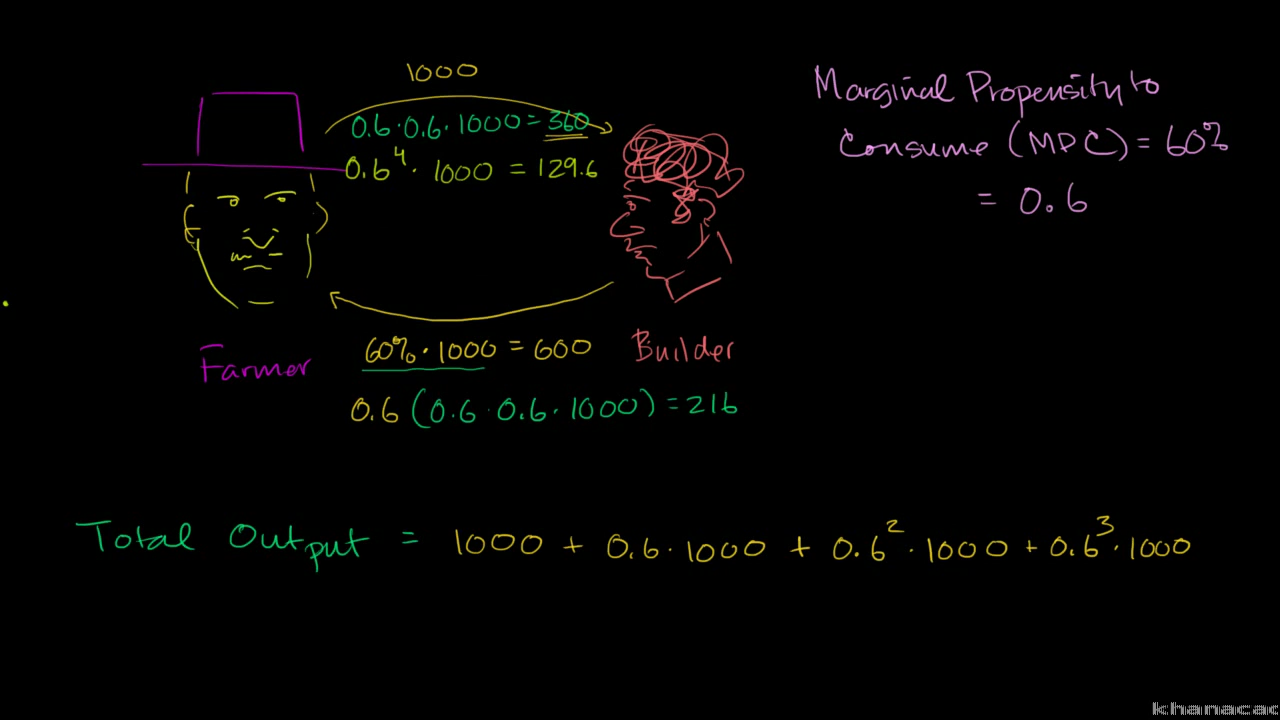 1000
0.6·0.6·1000=360
0.6⁴·1000=129.6
Marginal Propensity to
Consume (MPC)=60%
= 0.6
Farmer
60%·1000=600
Builder
0.6(0.6·0.6·1000)=216
Total Output = 1000 + 0.6·1000 + 0.6²·1000 + 0.6³·1000
khanacac